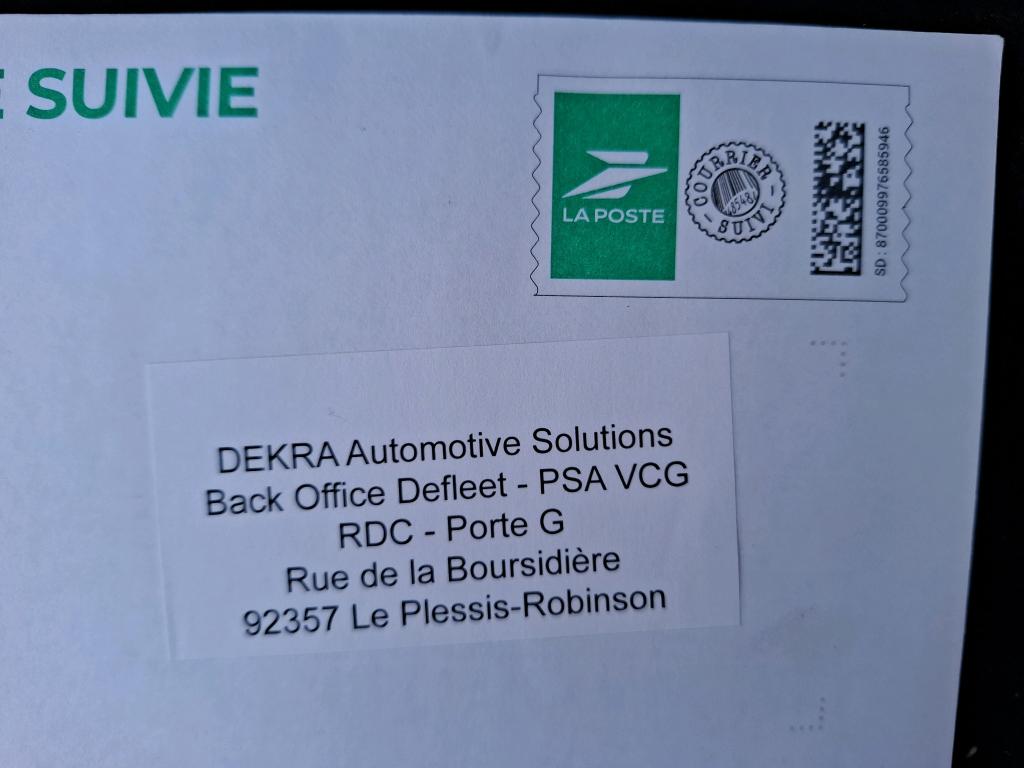 SUIVIE
LA POSTE
COURRIER
SUIVI
SD : 870009976585946
DEKRA Automotive Solutions
Back Office Defleet - PSA VCG
RDC - Porte G
Rue de la Boursidière
92357 Le Plessis-Robinson